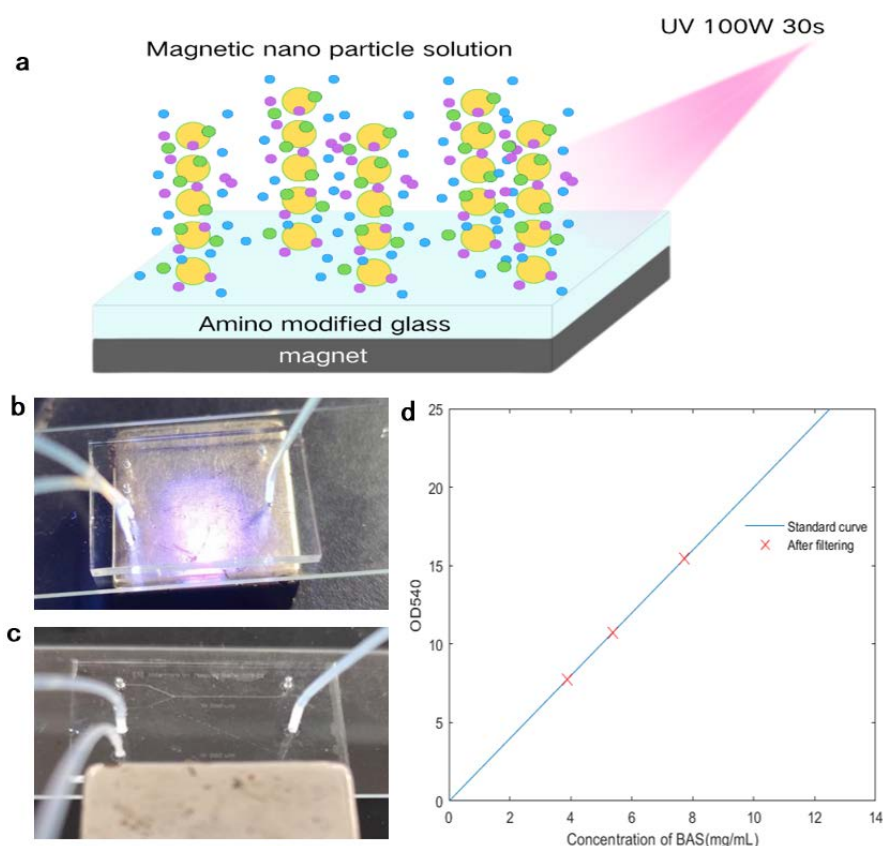 a
Magnetic nano particle solution
UV 100W 30s
Amino modified glass
magnet
b
c
d
25
20
15
10
5
0
0
2
4
6
8
10
12
14
OD540
Concentration of BAS(mg/mL)
Standard curve
After filtering